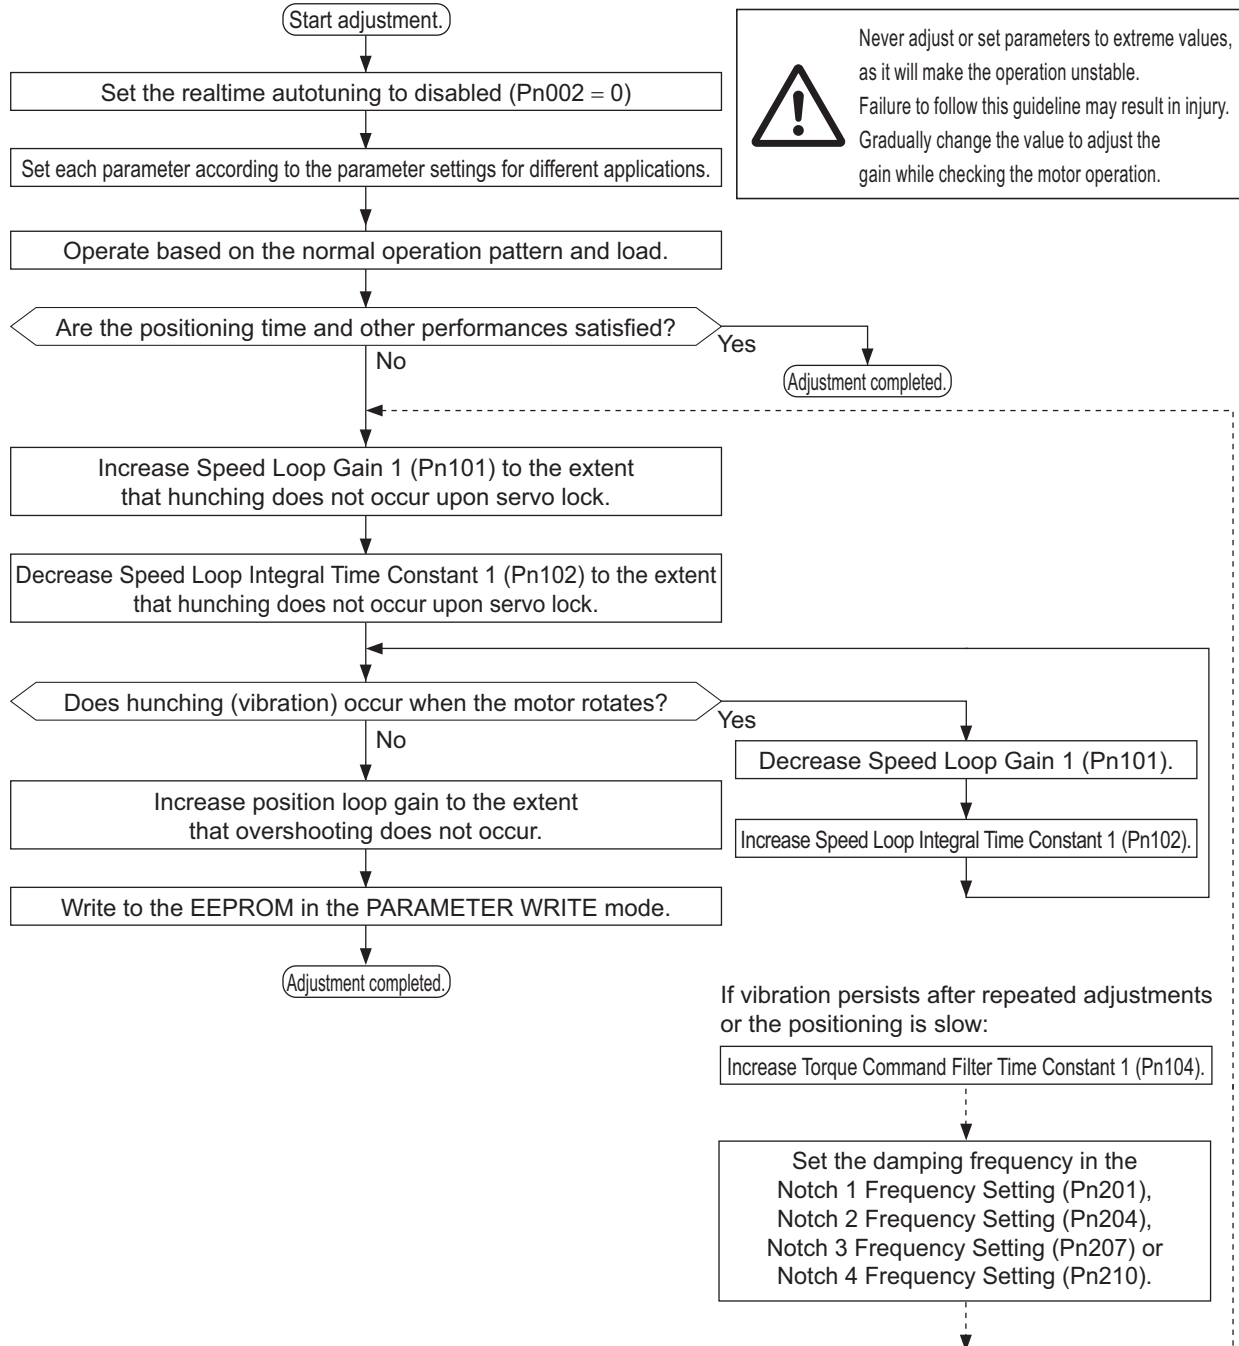 Start adjustment.
Never adjust or set parameters to extreme values,
as it will make the operation unstable.
Failure to follow this guideline may result in injury.
Gradually change the value to adjust the
gain while checking the motor operation.
Set the realtime autotuning to disabled (Pn002 = 0)
Set each parameter according to the parameter settings for different applications.
Operate based on the normal operation pattern and load.
Are the positioning time and other performances satisfied?
Yes
No
Adjustment completed.
Increase Speed Loop Gain 1 (Pn101) to the extent
that hunching does not occur upon servo lock.
Decrease Speed Loop Integral Time Constant 1 (Pn102) to the extent
that hunching does not occur upon servo lock.
Does hunching (vibration) occur when the motor rotates?
Yes
No
Decrease Speed Loop Gain 1 (Pn101).
Increase position loop gain to the extent
that overshooting does not occur.
Increase Speed Loop Integral Time Constant 1 (Pn102).
Write to the EEPROM in the PARAMETER WRITE mode.
Adjustment completed.
If vibration persists after repeated adjustments
or the positioning is slow:
Increase Torque Command Filter Time Constant 1 (Pn104).
Set the damping frequency in the
Notch 1 Frequency Setting (Pn201),
Notch 2 Frequency Setting (Pn204),
Notch 3 Frequency Setting (Pn207) or
Notch 4 Frequency Setting (Pn210).